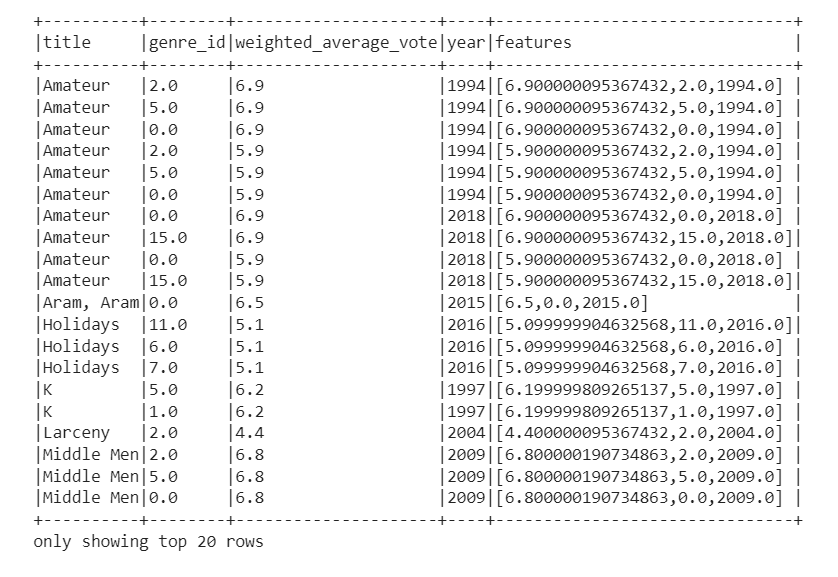 +----------+--------+---------------------+----+-------------------------------+
|title     |genre_id|weighted_average_vote|year|features                       |
+----------+--------+---------------------+----+-------------------------------+
|Amateur   |2.0     |6.9                  |1994|[6.900000095367432,2.0,1994.0] |
|Amateur   |5.0     |6.9                  |1994|[6.900000095367432,5.0,1994.0] |
|Amateur   |0.0     |6.9                  |1994|[6.900000095367432,0.0,1994.0] |
|Amateur   |2.0     |5.9                  |1994|[5.900000095367432,2.0,1994.0] |
|Amateur   |5.0     |5.9                  |1994|[5.900000095367432,5.0,1994.0] |
|Amateur   |0.0     |5.9                  |1994|[5.900000095367432,0.0,1994.0] |
|Amateur   |0.0     |6.9                  |2018|[6.900000095367432,0.0,2018.0] |
|Amateur   |15.0    |6.9                  |2018|[6.900000095367432,15.0,2018.0]|
|Amateur   |0.0     |5.9                  |2018|[5.900000095367432,0.0,2018.0] |
|Amateur   |15.0    |5.9                  |2018|[5.900000095367432,15.0,2018.0]|
|Aram, Aram|0.0     |6.5                  |2015|[6.5,0.0,2015.0]               |
|Holidays  |11.0    |5.1                  |2016|[5.099999904632568,11.0,2016.0]|
|Holidays  |6.0     |5.1                  |2016|[5.099999904632568,6.0,2016.0] |
|Holidays  |7.0     |5.1                  |2016|[5.099999904632568,7.0,2016.0] |
|K         |5.0     |6.2                  |1997|[6.199999809265137,5.0,1997.0] |
|K         |1.0     |6.2                  |1997|[6.199999809265137,1.0,1997.0] |
|Larceny   |2.0     |4.4                  |2004|[4.400000095367432,2.0,2004.0] |
|Middle Men|2.0     |6.8                  |2009|[6.800000190734863,2.0,2009.0] |
|Middle Men|5.0     |6.8                  |2009|[6.800000190734863,5.0,2009.0] |
|Middle Men|0.0     |6.8                  |2009|[6.800000190734863,0.0,2009.0] |
+----------+--------+---------------------+----+-------------------------------+
only showing top 20 rows